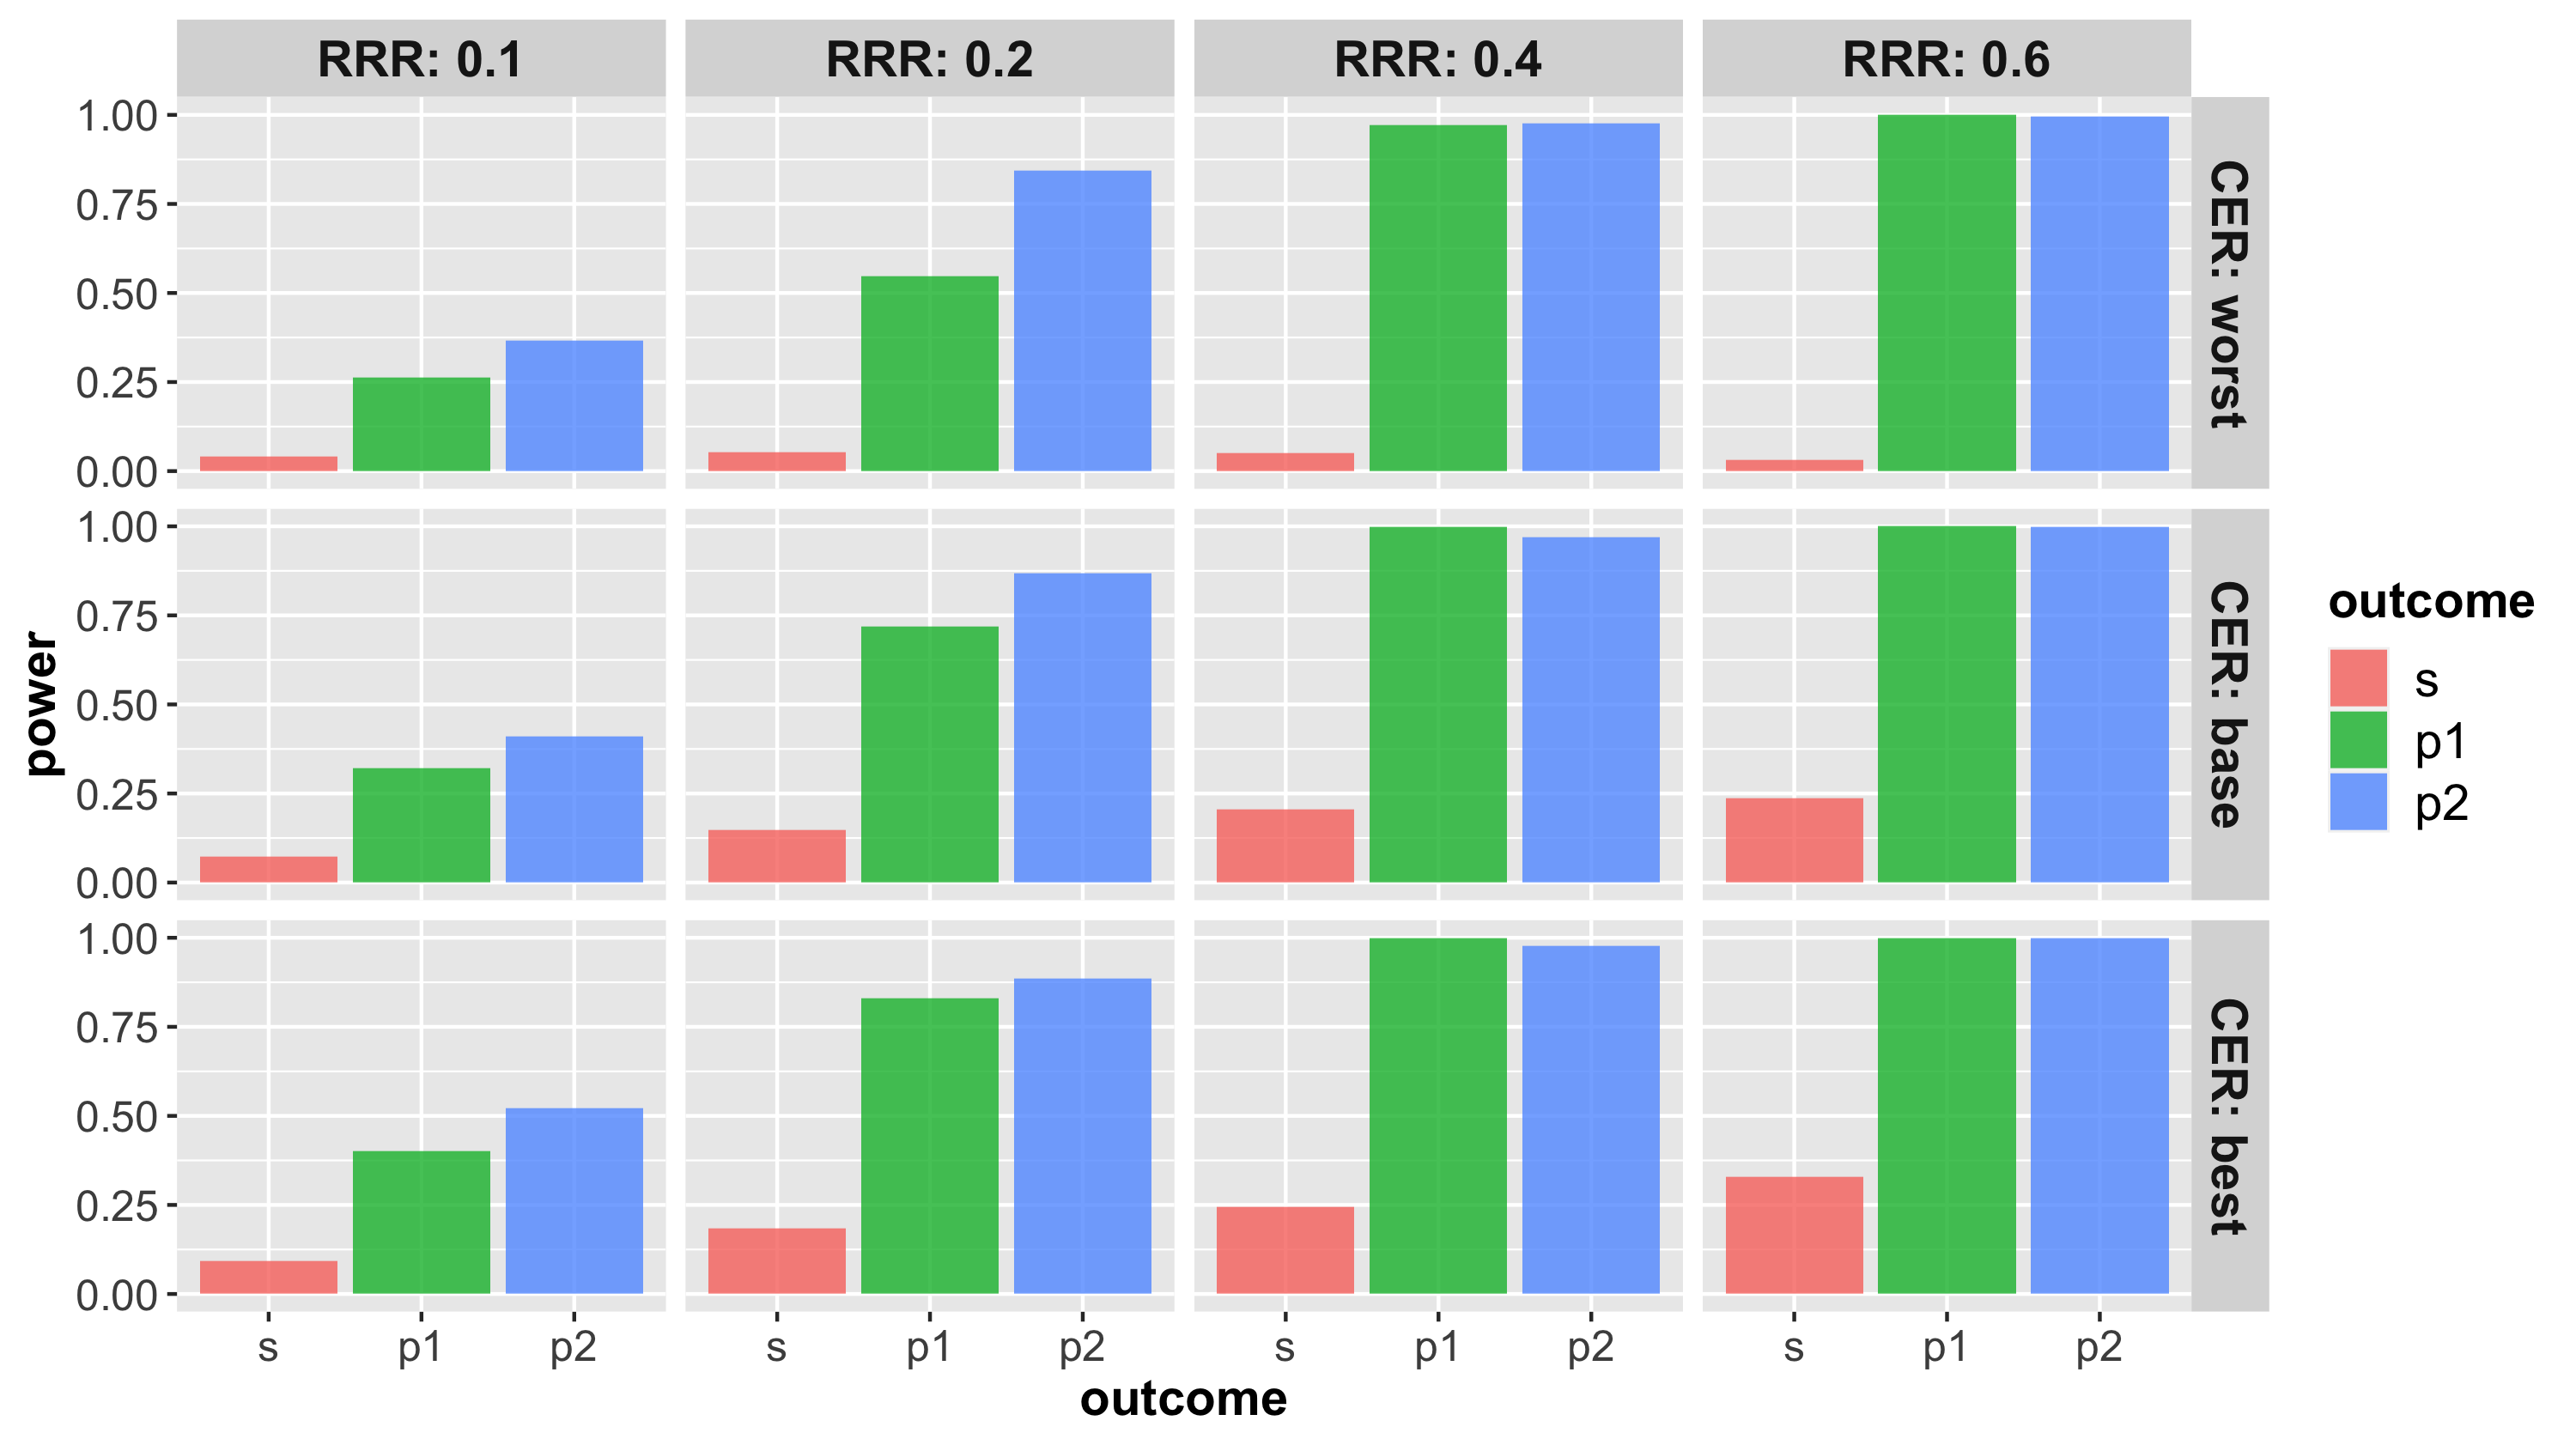 RRR: 0.1 RRR: 0.2 RRR: 0.4 RRR: 0.6
1.00
0.75
0.50
0.25
0.00
CER: worst
1.00
0.75
0.50
0.25
0.00
CER: base
1.00
0.75
0.50
0.25
0.00
CER: best
power
s p1 p2 s p1 p2 s p1 p2 s p1 p2
outcome
outcome
s
p1
p2